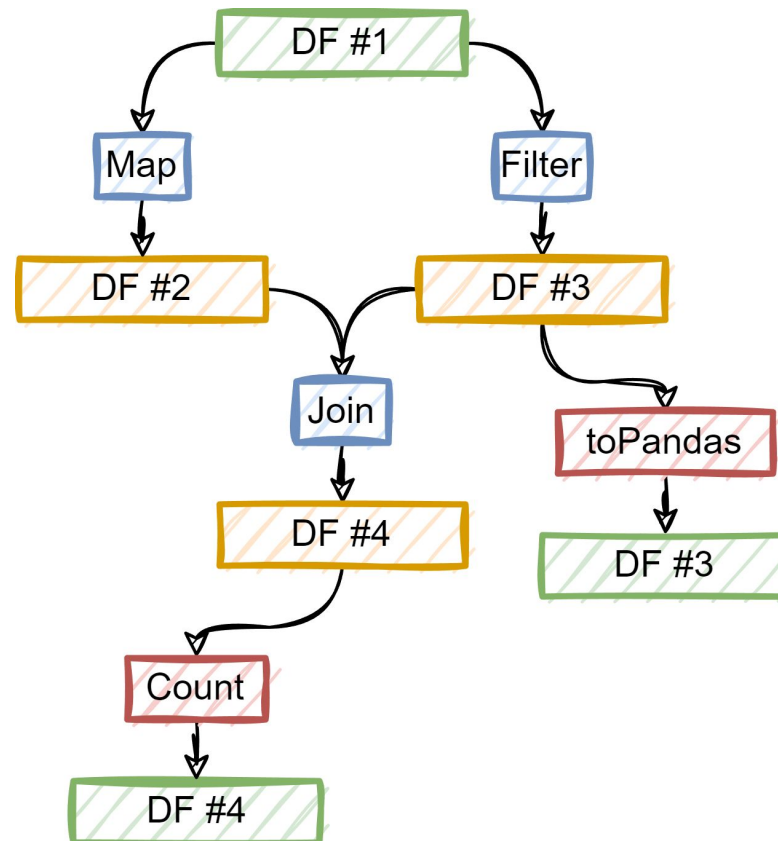 DF #1
Map
Filter
DF #2
DF #3
Join
toPandas
DF #4
DF #3
Count
DF #4